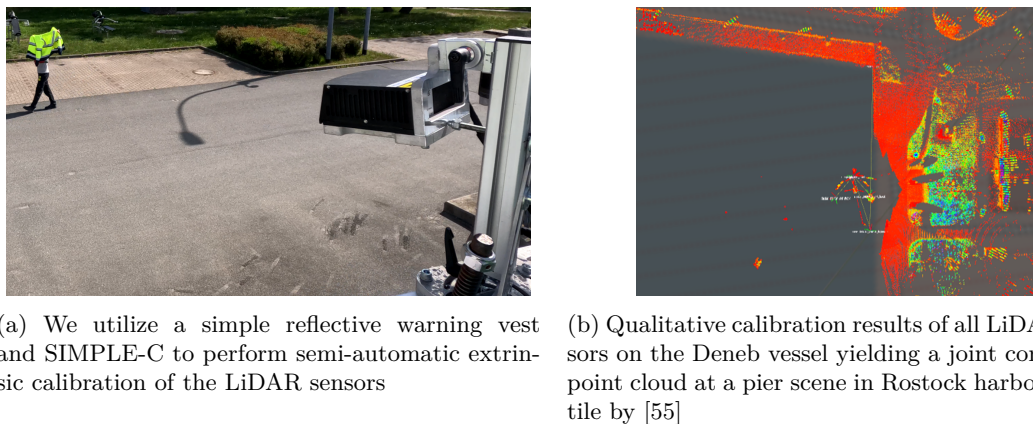 (a) We utilize a simple reflective warning vest
and SIMPLE-C to perform semi-automatic extrin-
sic calibration of the LiDAR sensors
(b) Qualitative calibration results of all LiDA
sors on the Deneb vessel yielding a joint con
point cloud at a pier scene in Rostock harbo
tile by [55]